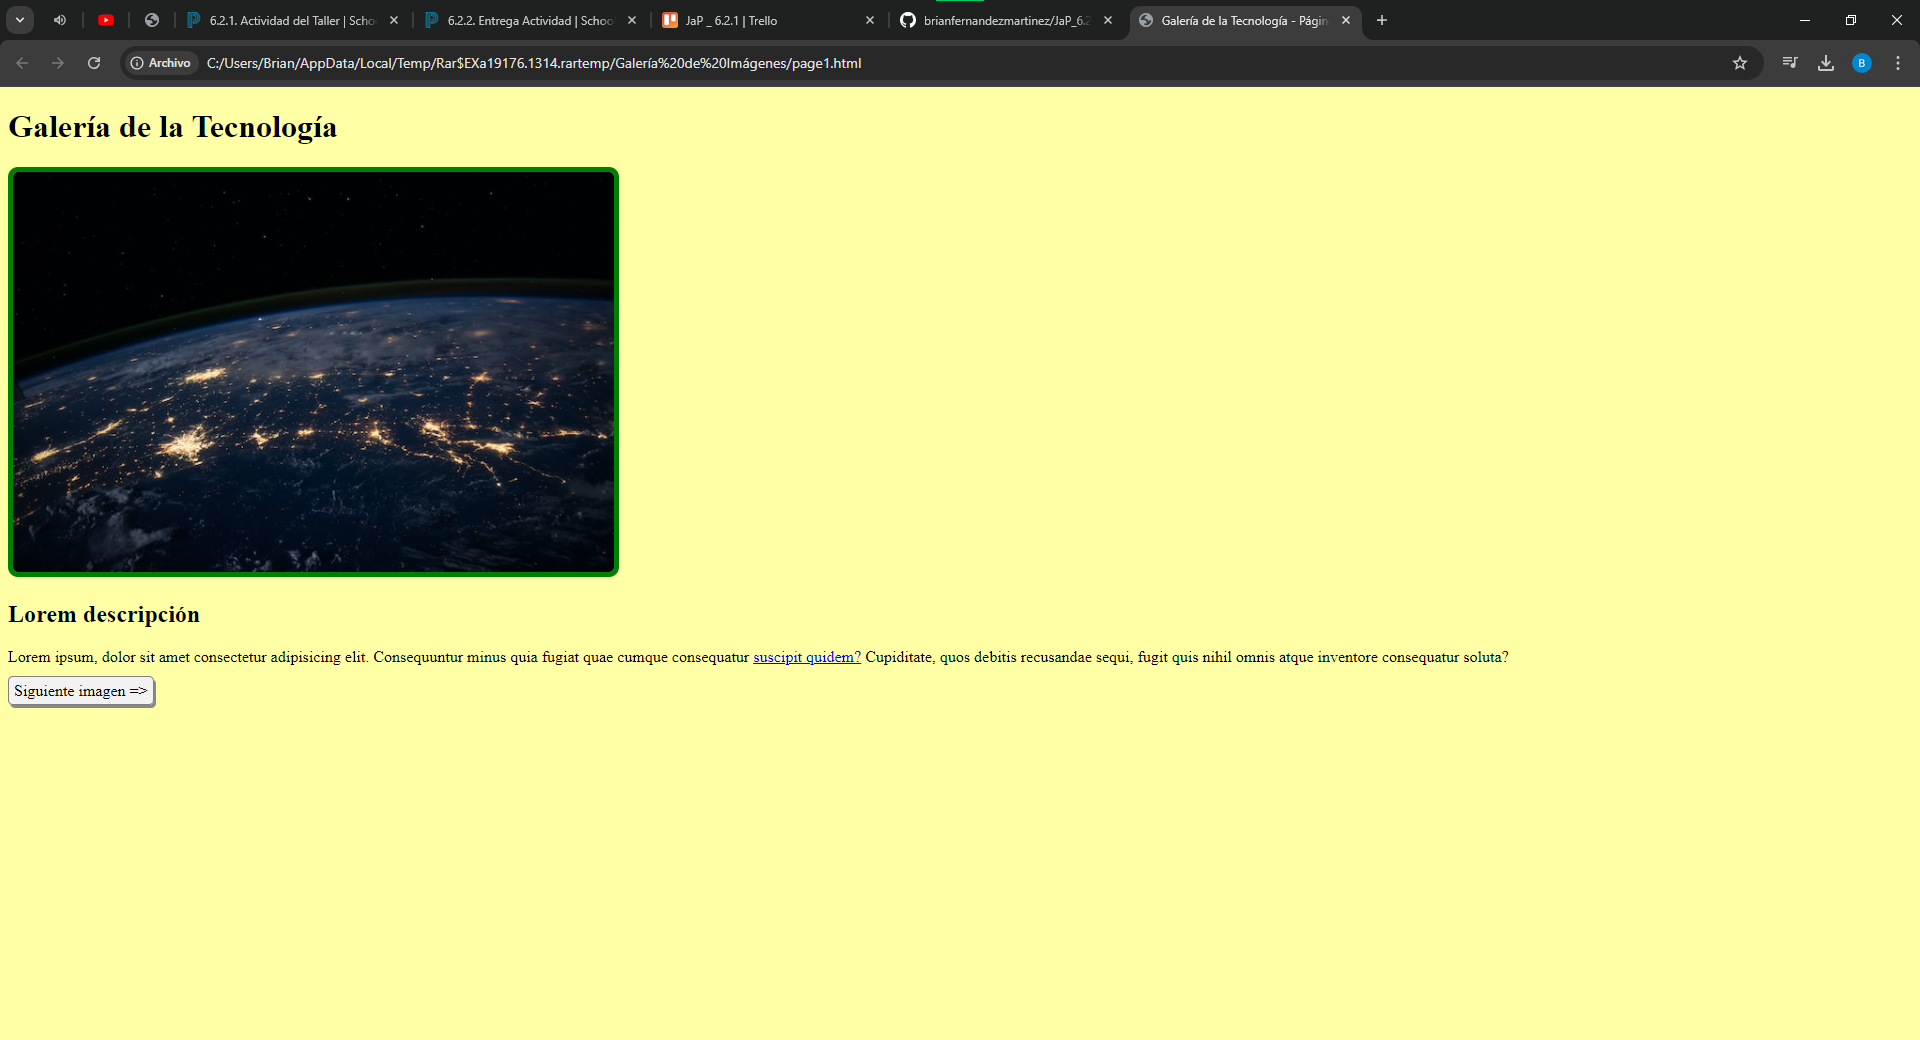 6.2.1. Actividad del Taller | Scho
6.2.2. Entrega Actividad | Schoo
JaP _ 6.2.1 | Trello
brianfernandezmartinez/JaP_6.2
Galería de la Tecnología - Págin
Archivo
C:/Users/Brian/AppData/Local/Temp/Rar$EXa19176.1314.rartemp/Galería%20de%20Imágenes/page1.html
B
Galería de la Tecnología
Lorem descripción
Lorem ipsum, dolor sit amet consectetur adipisicing elit. Consequuntur minus quia fugiat quae cumque consequatur suscipit quidem? Cupiditate, quos debitis recusandae sequi, fugit quis nihil omnis atque inventore consequatur soluta?
Siguiente imagen =>